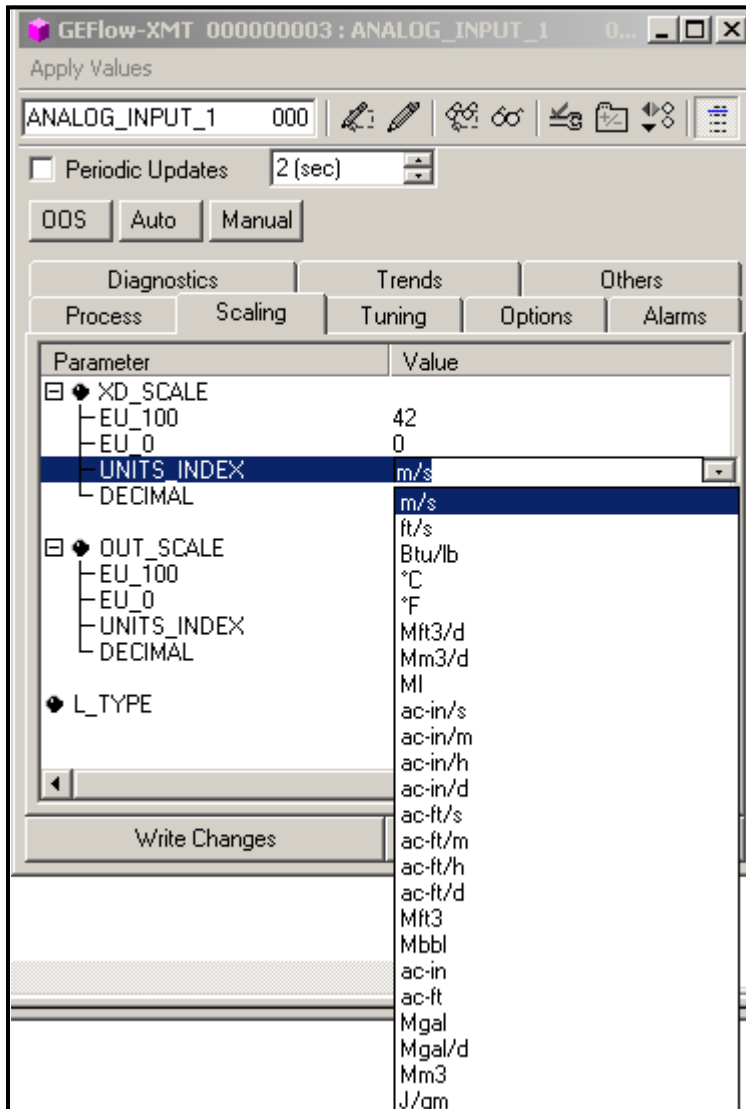 GEFlow-XMT 000000003 : ANALOG_INPUT_1 0...
Apply Values
ANALOG_INPUT_1 000
Periodic Updates 2 (sec)
OOS Auto Manual
Diagnostics Trends Others
Process Scaling Tuning Options Alarms
Parameter Value
XD_SCALE
EU_100 42
EU_0 0
UNITS_INDEX m/s
DECIMAL
OUT_SCALE
EU_100
EU_0
UNITS_INDEX
DECIMAL
L_TYPE
Write Changes
m/s
ft/s
Btu/lb
°C
°F
Mft3/d
Mm3/d
Ml
ac-in/s
ac-in/m
ac-in/h
ac-in/d
ac-ft/s
ac-ft/m
ac-ft/h
ac-ft/d
Mft3
Mbbl
ac-in
ac-ft
Mgal
Mgal/d
Mm3
J/gm